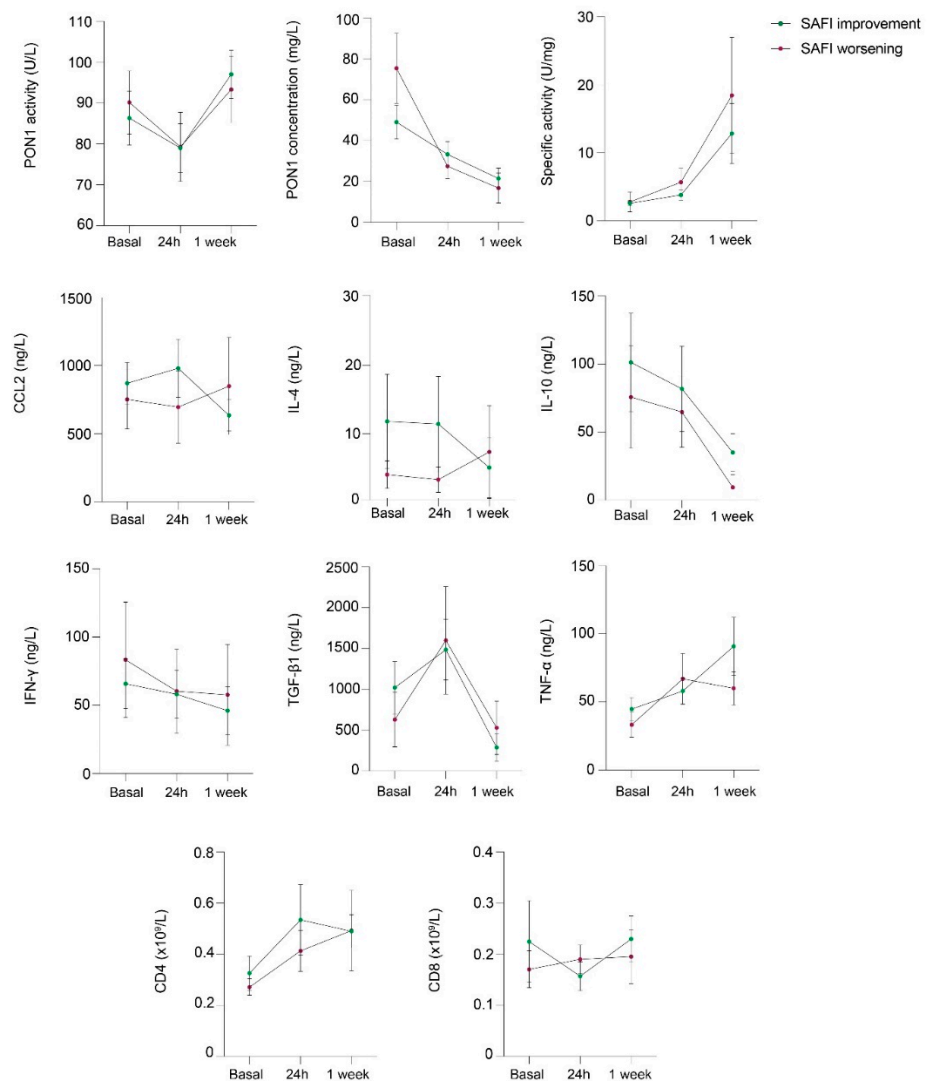 SAFI improvement
SAFI worsening
PON1 activity (U/L)
110
100
90
80
70
60
Basal 24h 1 week
PON1 concentration (mg/L)
100
80
60
40
20
0
Basal 24h 1 week
Specific activity (U/mg)
30
20
10
0
Basal 24h 1 week
CCL2 (ng/L)
1500
1000
500
0
Basal 24h 1 week
IL-4 (ng/L)
30
20
10
0
Basal 24h 1 week
IL-10 (ng/L)
150
100
50
0
Basal 24h 1 week
IFN-γ (ng/L)
150
100
50
0
Basal 24h 1 week
TGF-β1 (ng/L)
2500
2000
1500
1000
500
0
Basal 24h 1 week
TNF-α (ng/L)
150
100
50
0
Basal 24h 1 week
CD4 (x10⁹/L)
0.8
0.6
0.4
0.2
0
Basal 24h 1 week
CD8 (x10⁹/L)
0.4
0.3
0.2
0.1
0
Basal 24h 1 week